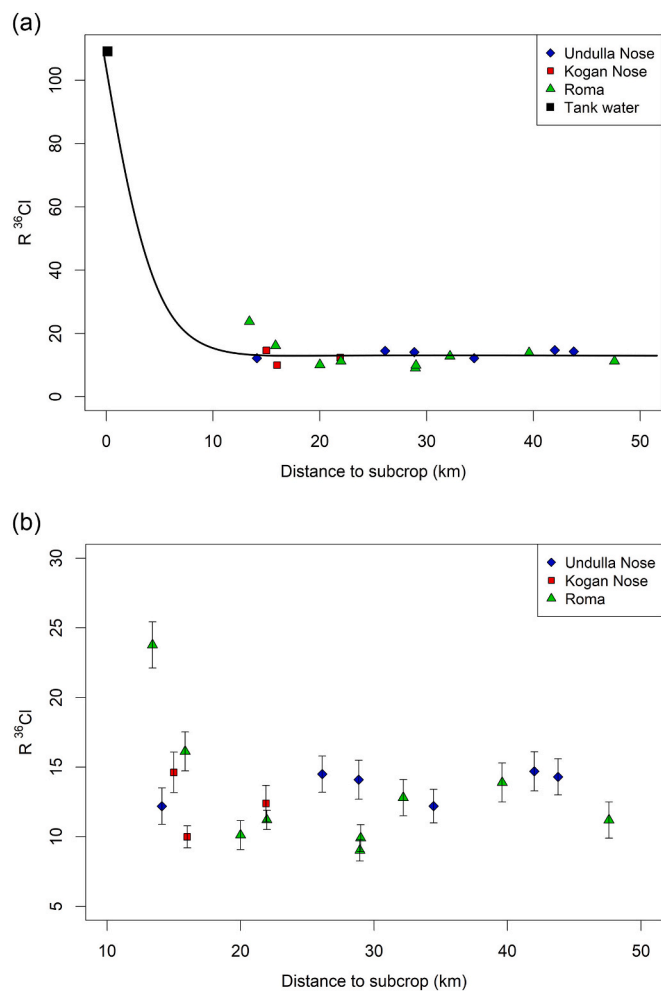 (a)
Undulla Nose
Kogan Nose
Roma
Tank water
100
80
60
40
20
0
R ³⁶Cl
0 10 20 30 40 50
Distance to subcrop (km)
(b)
Undulla Nose
Kogan Nose
Roma
30
25
20
15
10
5
R ³⁶Cl
10 20 30 40 50
Distance to subcrop (km)